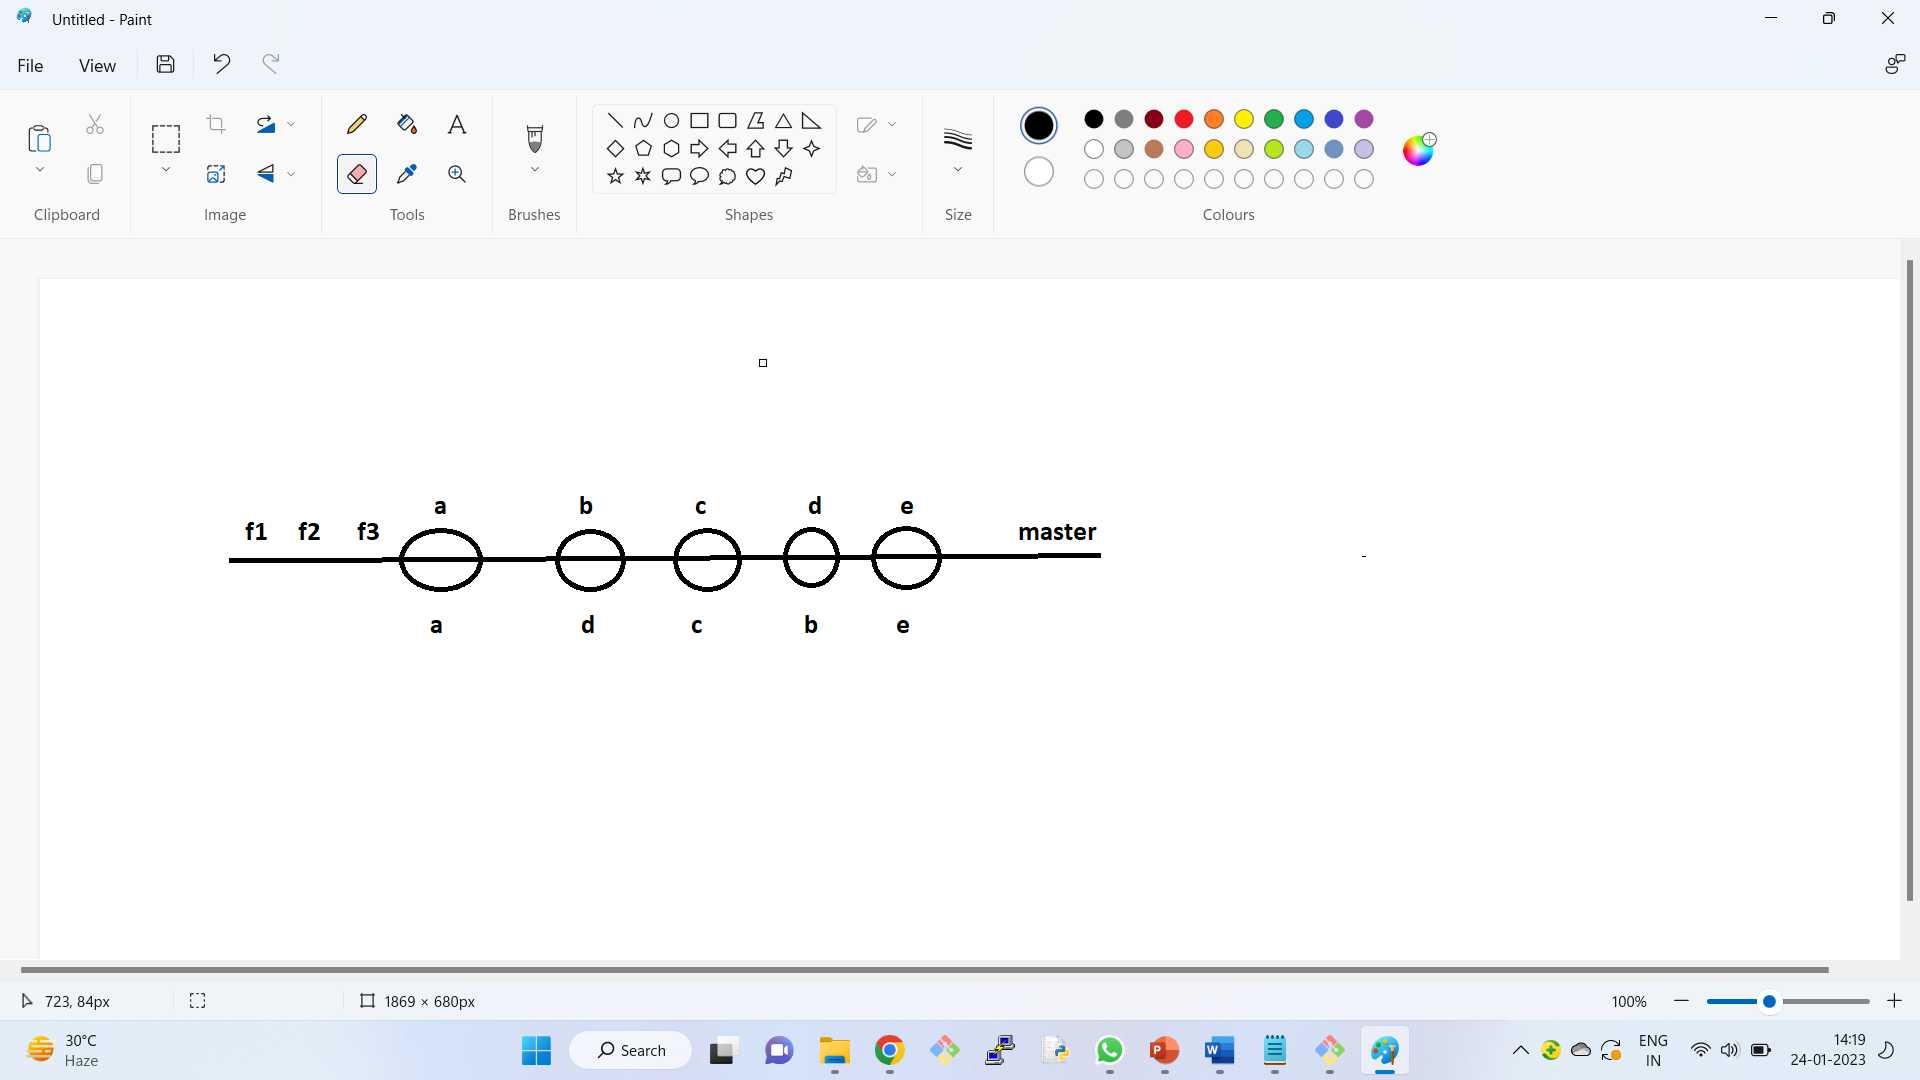 Untitled - Paint
File View
Clipboard Image Tools Brushes Shapes Size Colours
a b c d e
f1 f2 f3 master
a d c b e
723, 84px 1869 × 680px 100%
30°C
Haze
Search
ENG
IN
14:19
24-01-2023